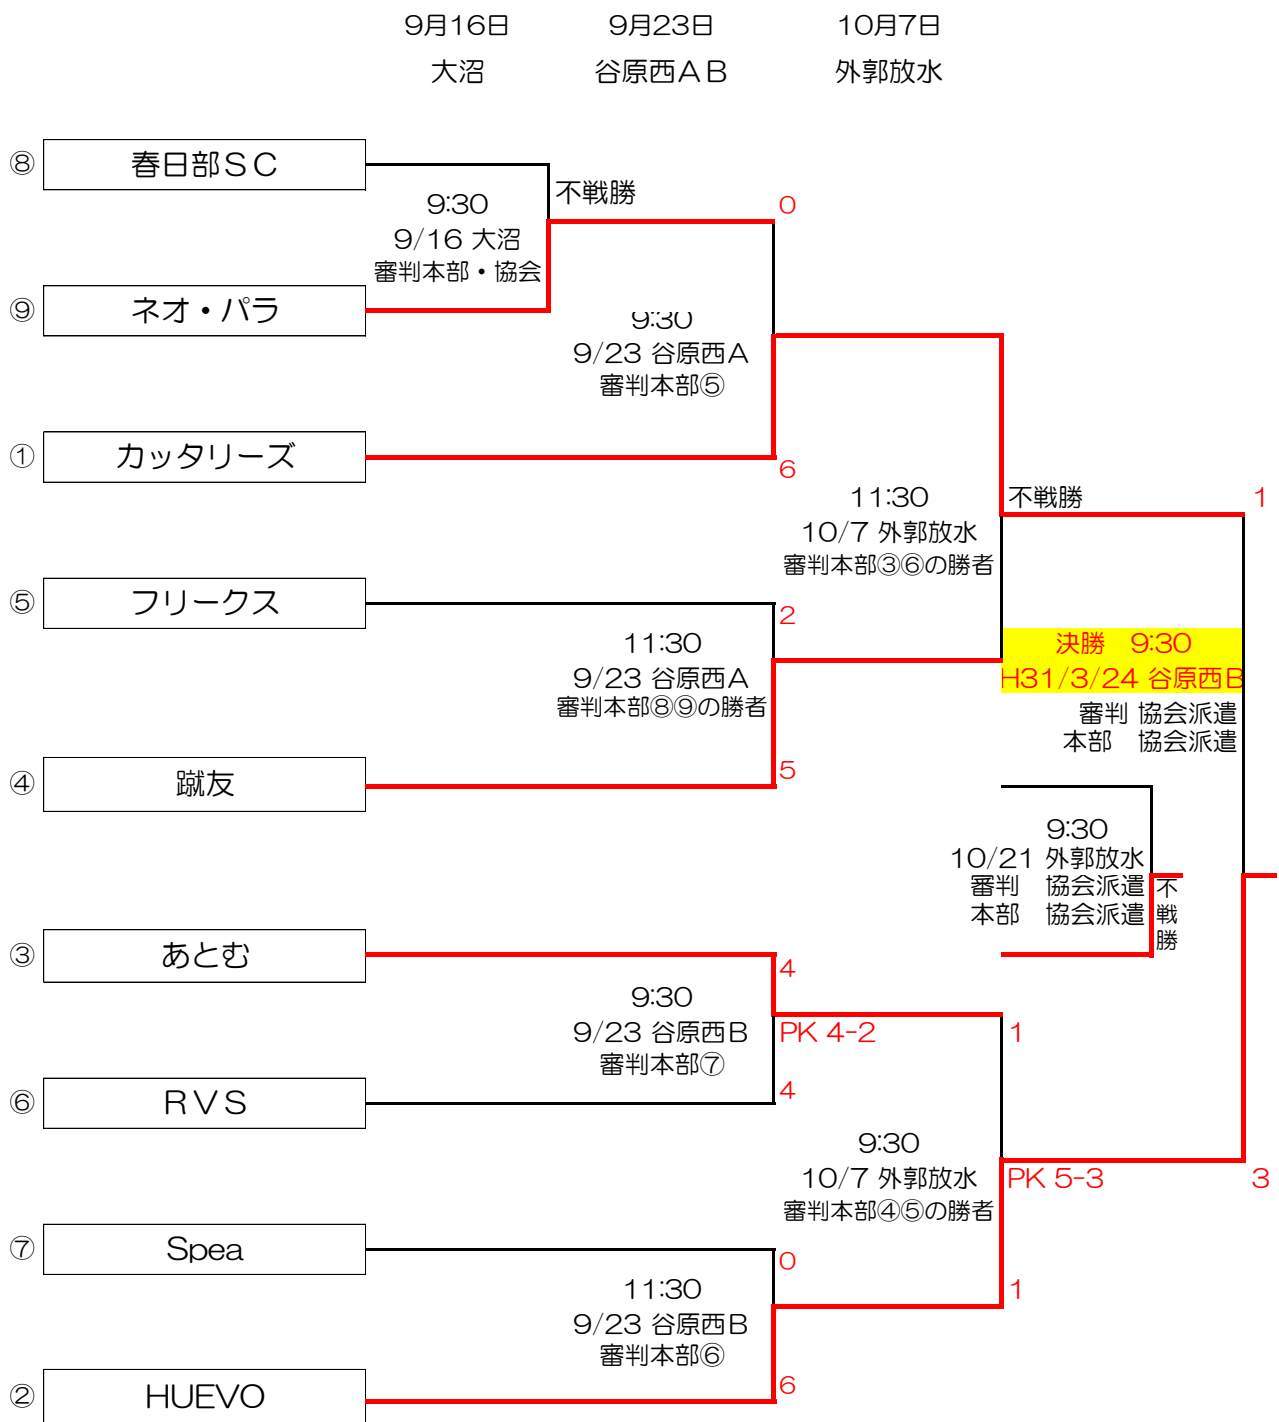 9月16日 9月23日 10月7日
大沼 谷原西ＡＢ 外郭放水
⑧ 春日部ＳＣ
不戦勝
0
9:30
9/16 大沼
審判本部・協会
⑨ ネオ・パラ
9:30
9/23 谷原西A
審判本部⑤
① カッタリーズ
6
11:30
10/7 外郭放水
審判本部③⑥の勝者
不戦勝
1
⑤ フリークス
2
11:30
9/23 谷原西A
審判本部⑧⑨の勝者
決勝　9:30
H31/3/24 谷原西B
審判 協会派遣
本部　協会派遣
④ 蹴友
5
9:30
10/21 外郭放水
審判　協会派遣
本部　協会派遣
不戦勝
③ あとむ
4
9:30
9/23 谷原西B
審判本部⑦
PK 4-2
1
⑥ ＲＶＳ
4
9:30
10/7 外郭放水
審判本部④⑤の勝者
PK 5-3
3
⑦ Spea
0
11:30
9/23 谷原西B
審判本部⑥
1
② HUEVO
6